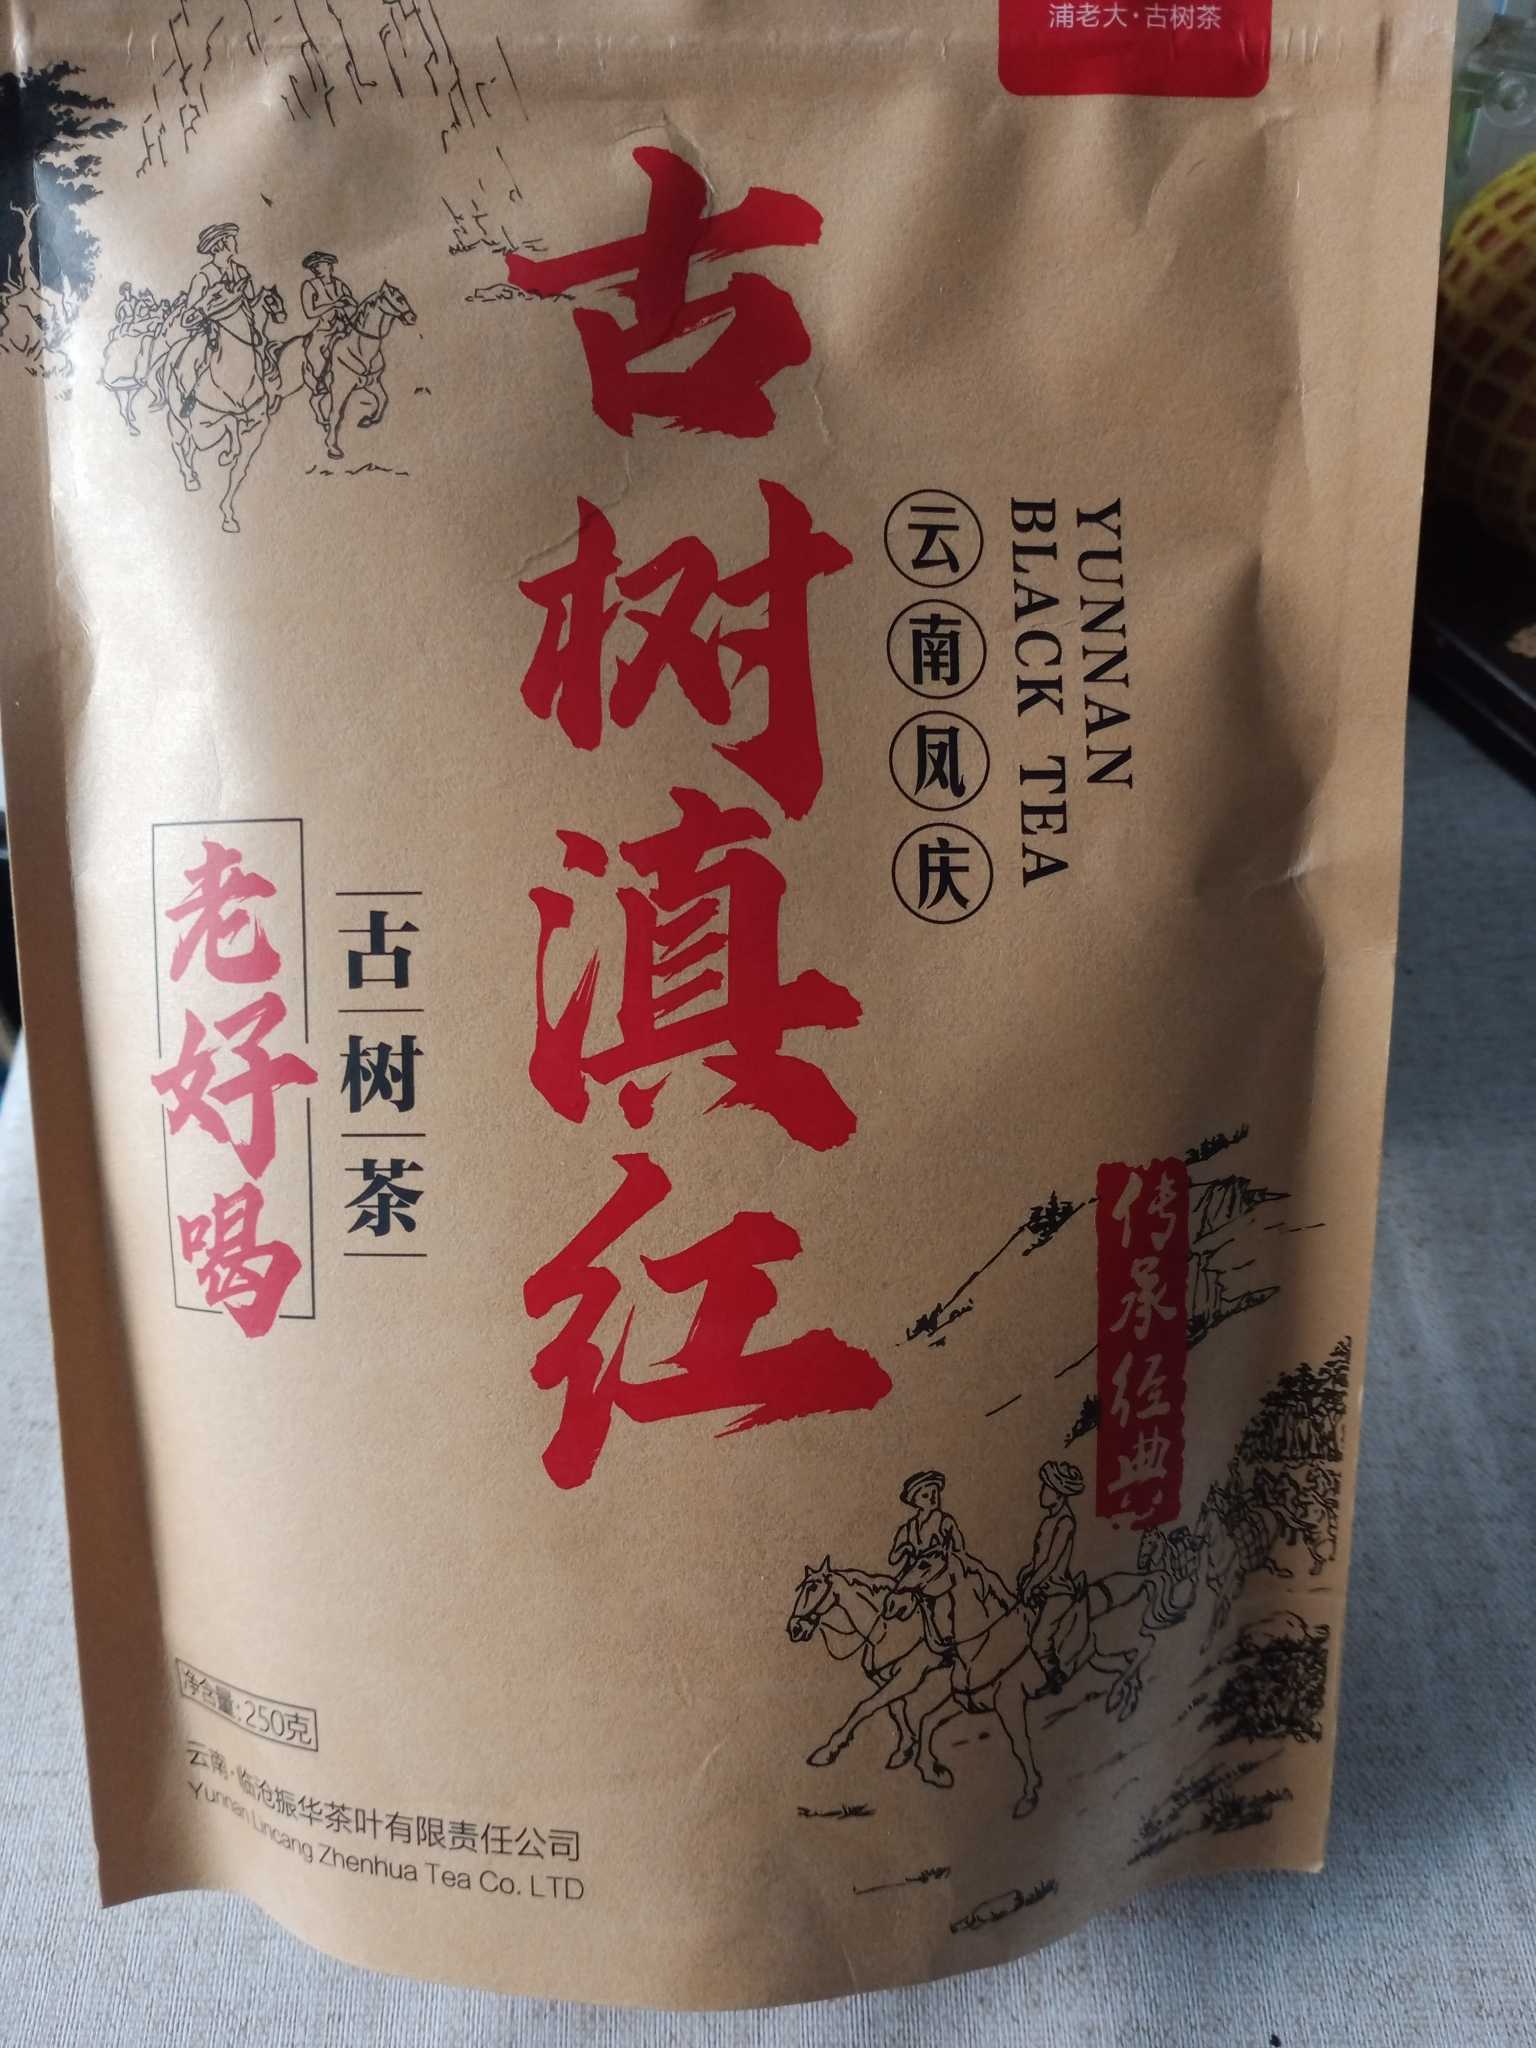 浦老大·古树茶
古树滇红
YUNNAN
BLACK TEA
云南凤庆
古树茶
老好喝
传承经典
净含量:250克
云南·临沧振华茶叶有限责任公司
Yunnan Lincang Zhenhua Tea Co. LTD